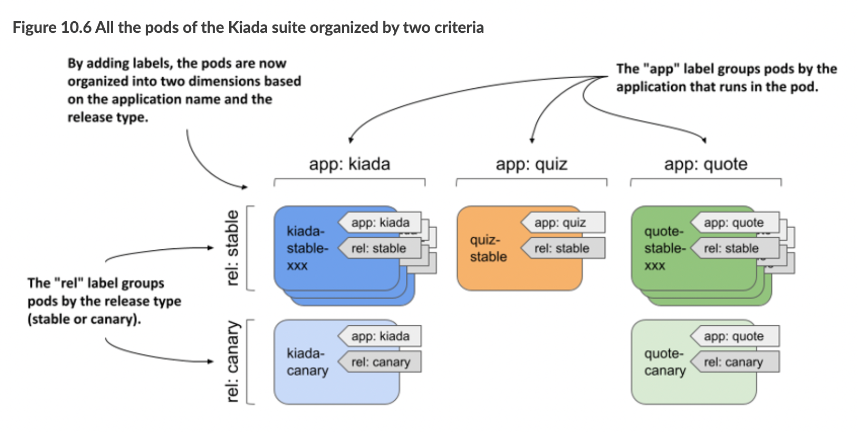 Figure 10.6 All the pods of the Kiada suite organized by two criteria
By adding labels, the pods are now
organized into two dimensions based
on the application name and the
release type.
The "app" label groups pods by the
application that runs in the pod.
app: kiada
app: quiz
app: quote
rel: stable
kiada-
stable-
xxx
app: kiada
rel: stable
quiz-
stable
app: quiz
rel: stable
quote-
stable-
xxx
app: quote
rel: stable
The "rel" label groups
pods by the release type
(stable or canary).
rel: canary
kiada-
canary
app: kiada
rel: canary
quote-
canary
app: quote
rel: canary